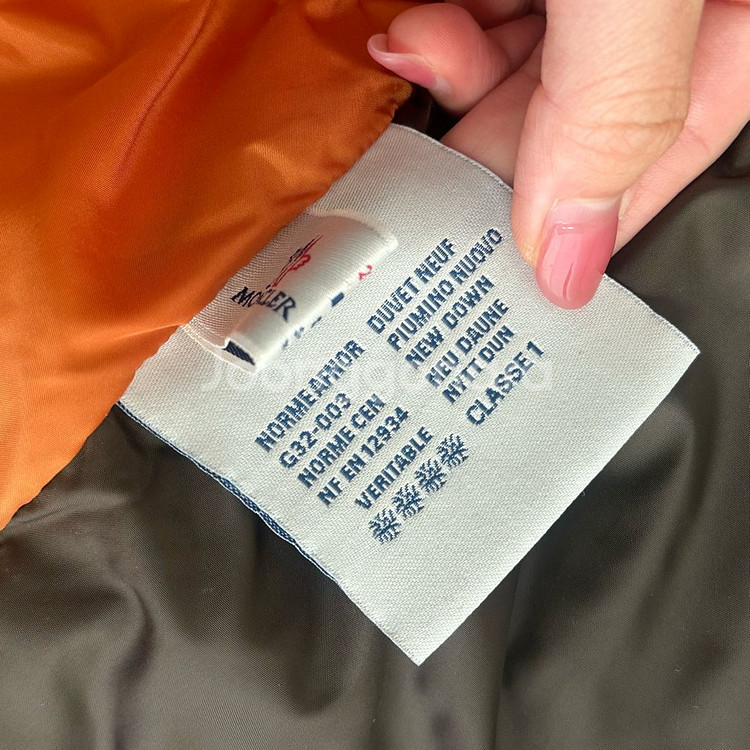 MONCLER
NORME AFNOR
G32-003
NORME CEN
NF EN 12934
VERITABLE
DUVET NEUF
PIUMINO NUOVO
NEW DOWN
NEU DAUNE
NYTT DUN
CLASSE 1